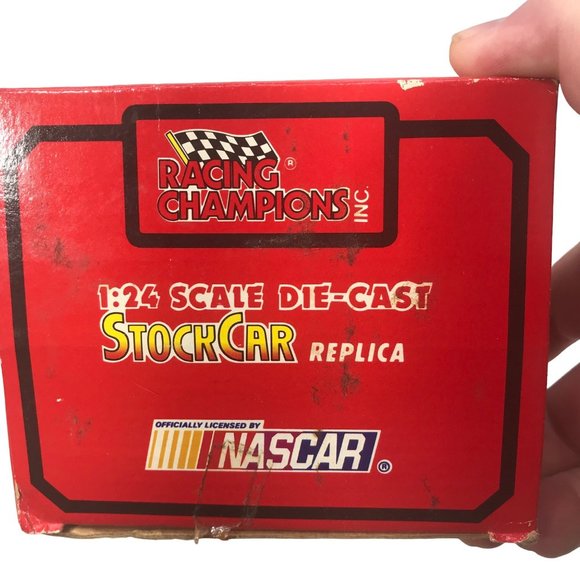 RACING ®
CHAMPIONS INC.
1:24 SCALE DIE-CAST
STOCKCAR REPLICA
OFFICIALLY LICENSED BY
NASCAR ®